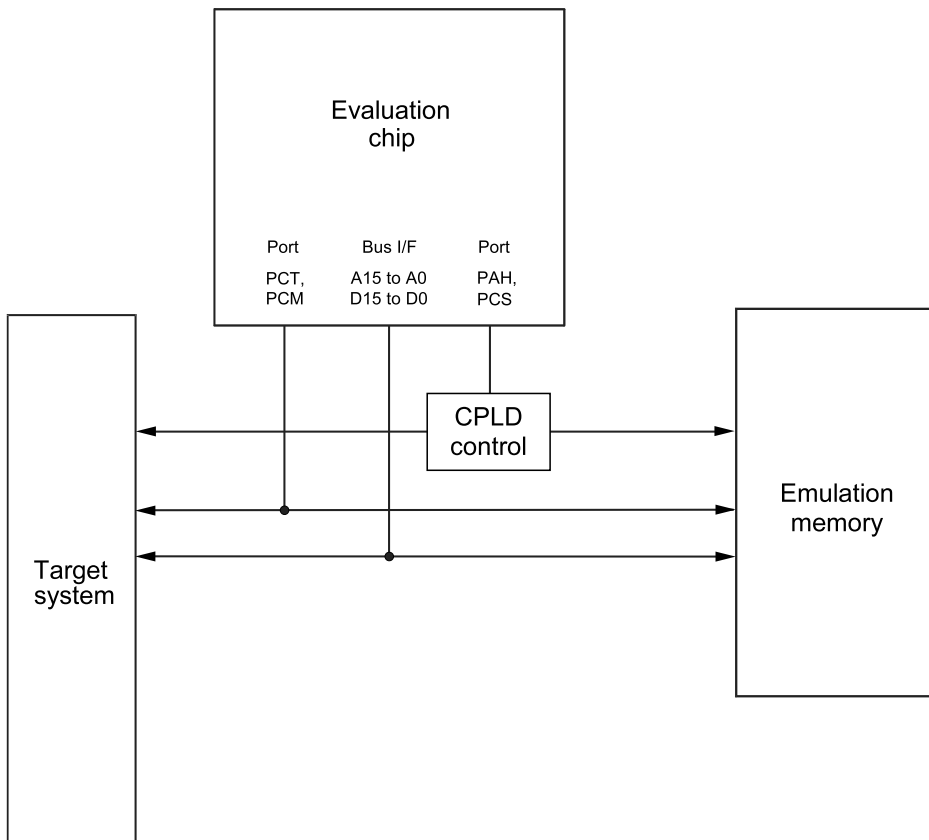 Evaluation
chip
Port
Bus I/F
Port
PCT,
PCM
A15 to A0
D15 to D0
PAH,
PCS
CPLD
control
Emulation
memory
Target
system